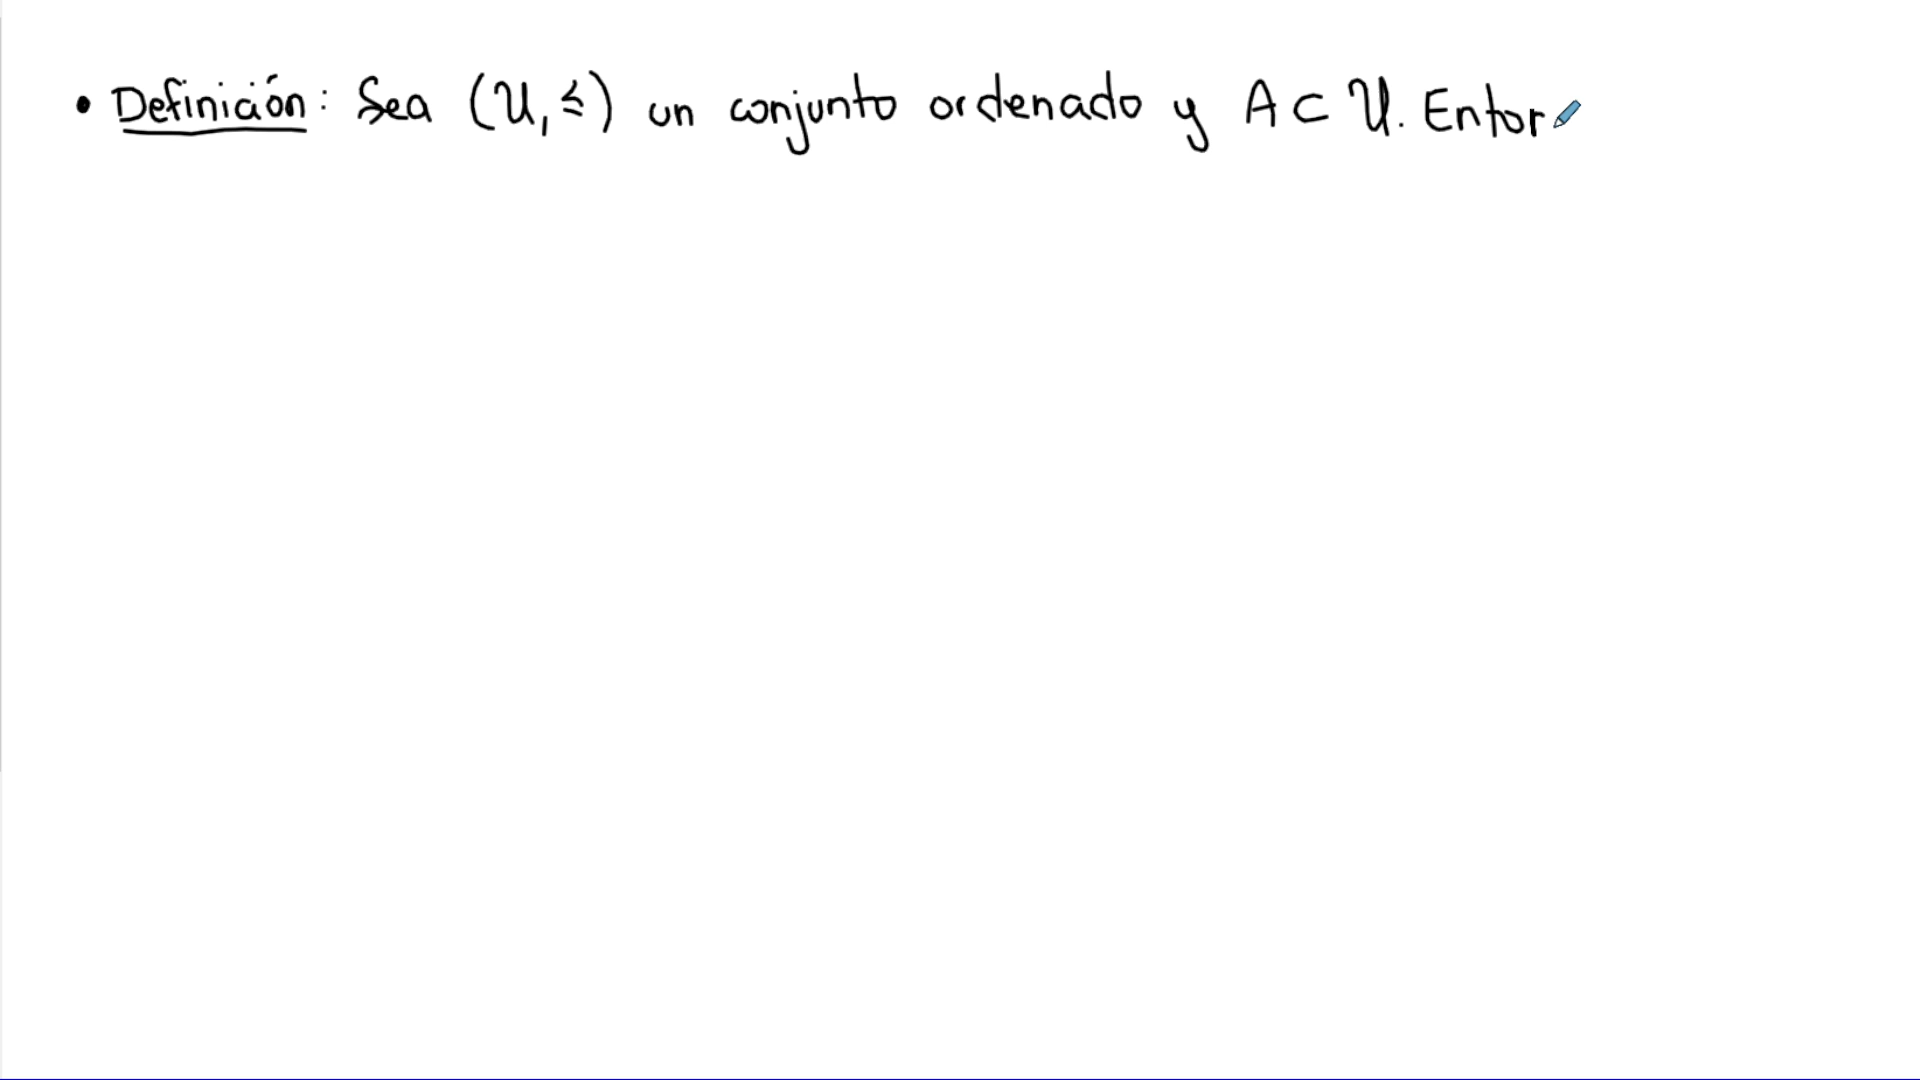 • Definición: Sea (U, ≤) un conjunto ordenado y A ⊂ U. Entor